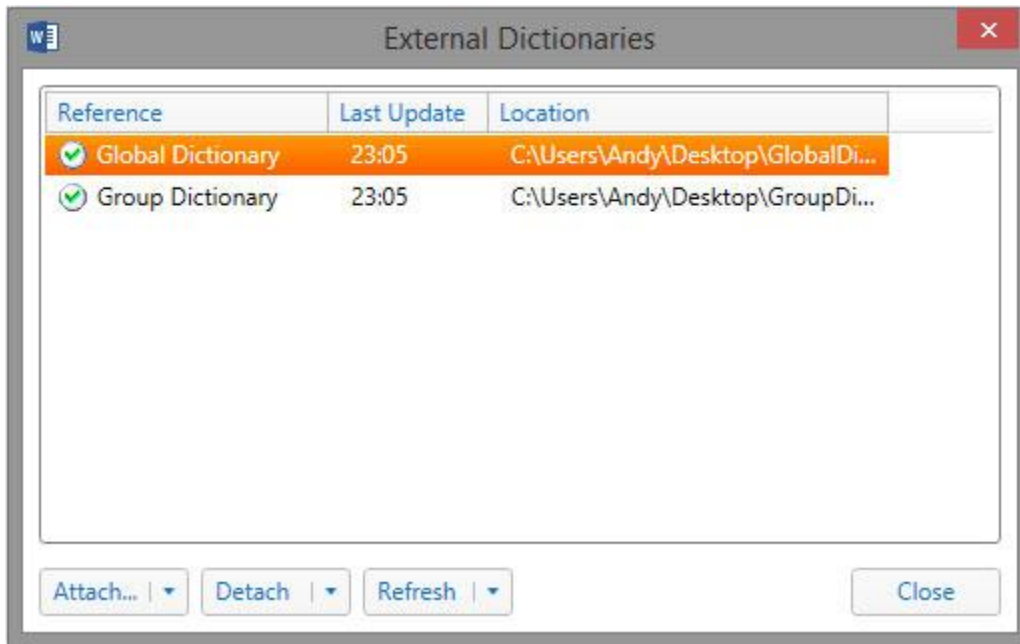 External Dictionaries
Reference Last Update Location
Global Dictionary 23:05 C:\Users\Andy\Desktop\GlobalDi...
Group Dictionary 23:05 C:\Users\Andy\Desktop\GroupDi...
Attach... Detach Refresh Close